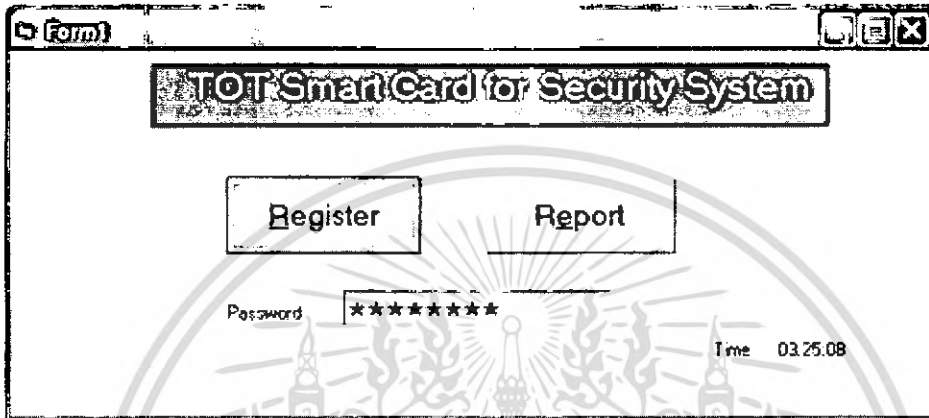 Form1
TOT Smart Card for Security System
Register Report
Password ********
Time 03:25:08